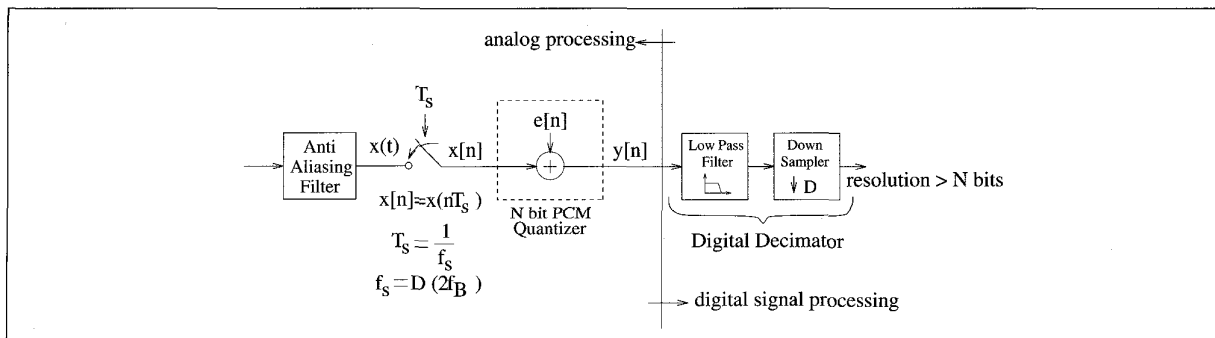 analog processing
T_s
e[n]
Anti
Aliasing
Filter
x(t)
x[n]
+
y[n]
Low Pass
Filter
Down
Sampler
↓ D
resolution > N bits
x[n]=x(nT_s)
N bit PCM
Quantizer
T_s = 1/f_s
Digital Decimator
f_s = D (2f_B)
digital signal processing